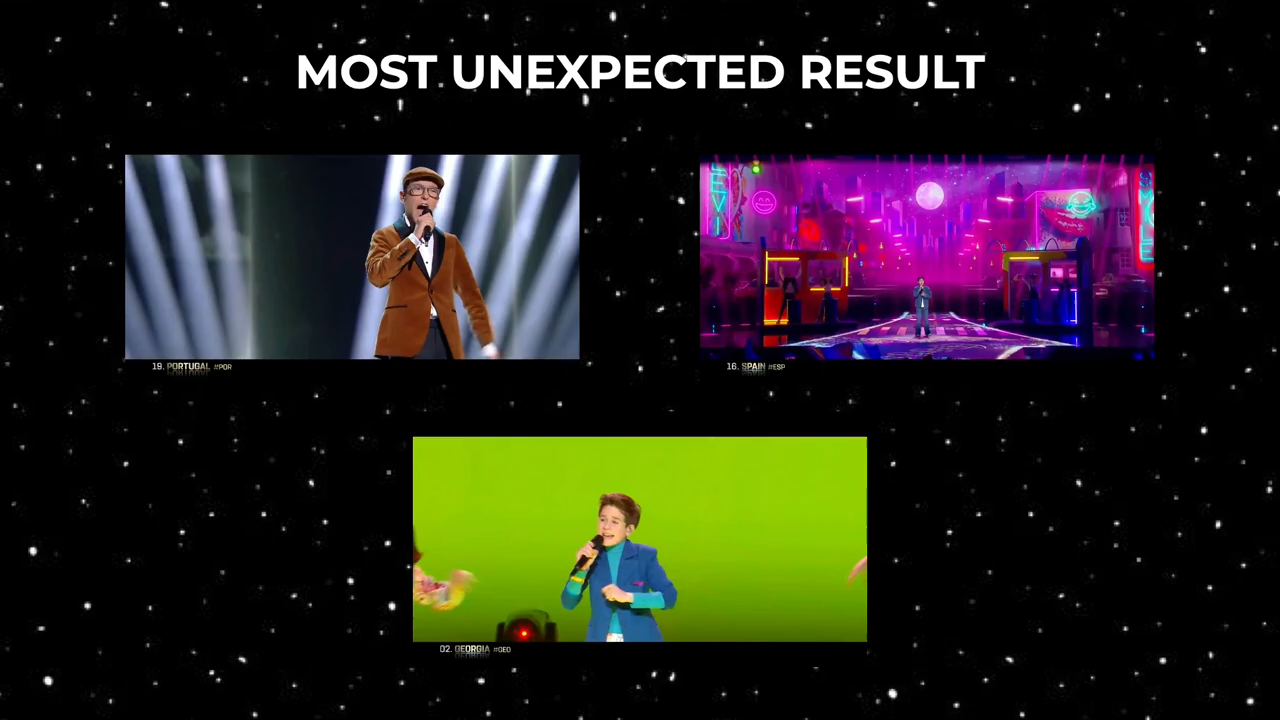 MOST UNEXPECTED RESULT
19. PORTUGAL #POR
16. SPAIN #ESP
02. GEORGIA #GEO